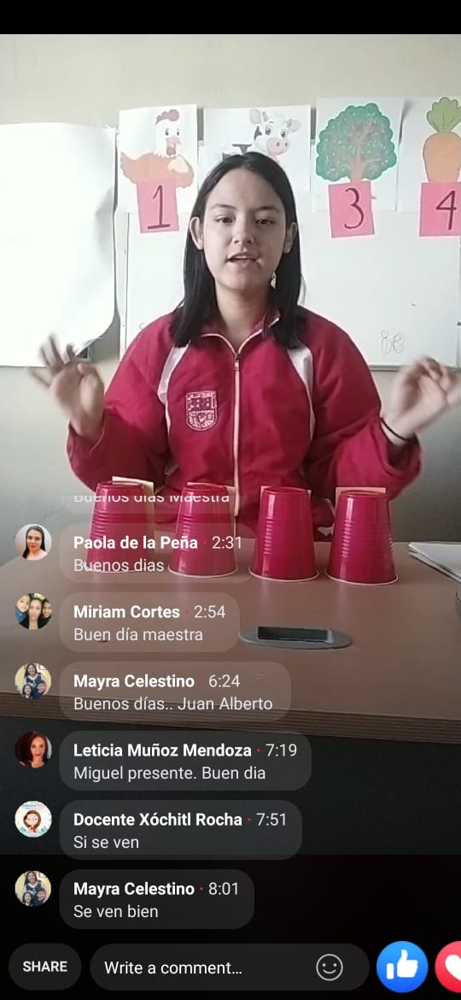 1
3
4
Buenos días Maestra
Paola de la Peña · 2:31
Buenos dias
Miriam Cortes · 2:54
Buen día maestra
Mayra Celestino · 6:24
Buenos días.. Juan Alberto
Leticia Muñoz Mendoza · 7:19
Miguel presente. Buen dia
Docente Xóchitl Rocha · 7:51
Si se ven
Mayra Celestino · 8:01
Se ven bien
SHARE
Write a comment...